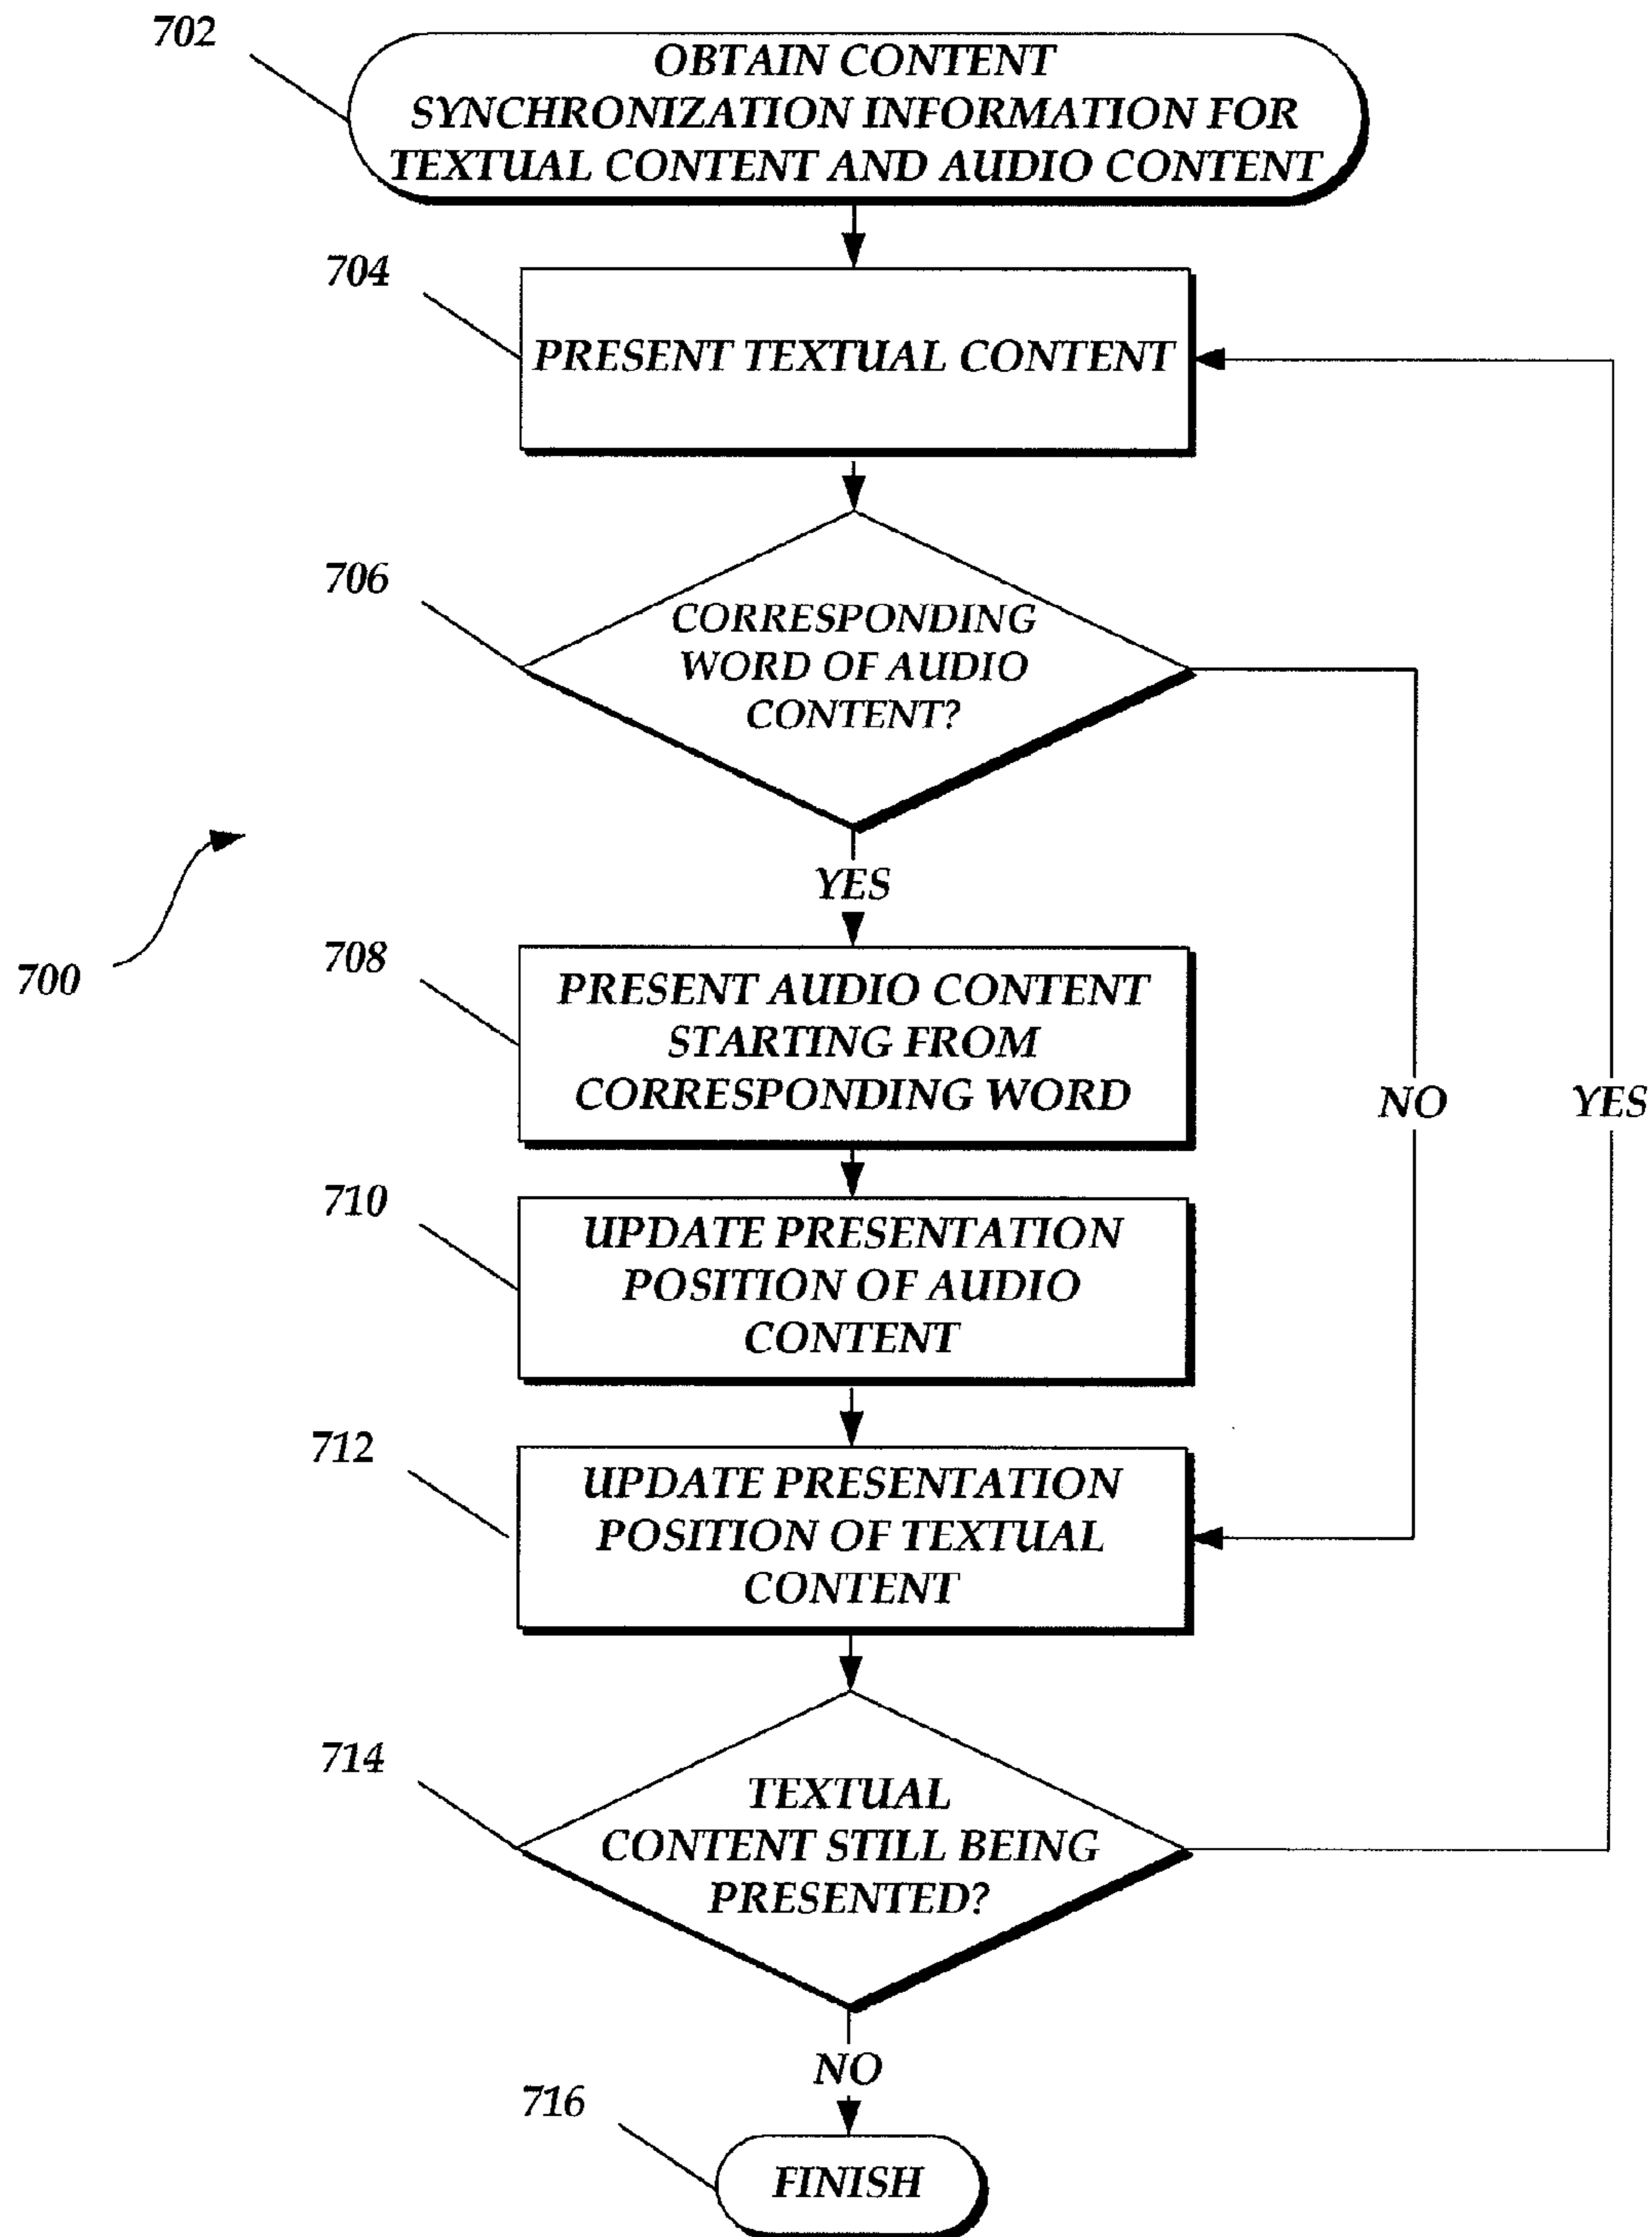 702
OBTAIN CONTENT
SYNCHRONIZATION INFORMATION FOR
TEXTUAL CONTENT AND AUDIO CONTENT
704
PRESENT TEXTUAL CONTENT
706
CORRESPONDING
WORD OF AUDIO
CONTENT?
YES
700
708
PRESENT AUDIO CONTENT
STARTING FROM
CORRESPONDING WORD
NO
YES
710
UPDATE PRESENTATION
POSITION OF AUDIO
CONTENT
712
UPDATE PRESENTATION
POSITION OF TEXTUAL
CONTENT
714
TEXTUAL
CONTENT STILL BEING
PRESENTED?
NO
716
FINISH